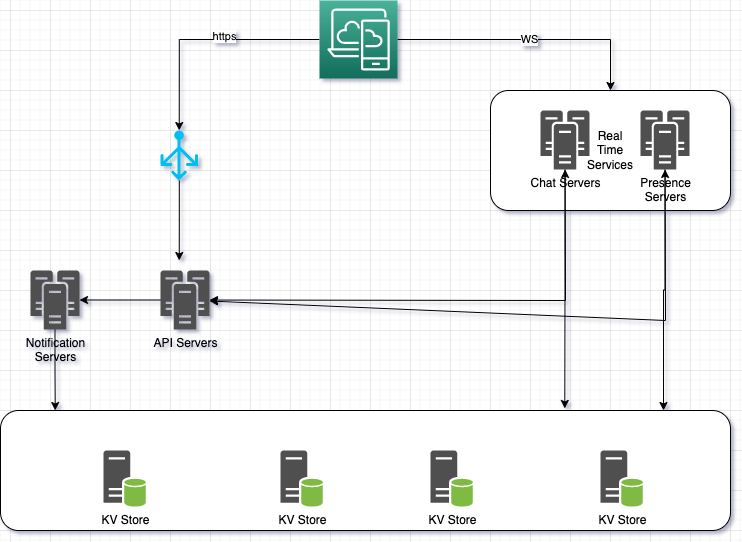 https
WS
Real
Time
Services
Chat Servers
Presence
Servers
Notification
Servers
API Servers
KV Store
KV Store
KV Store
KV Store